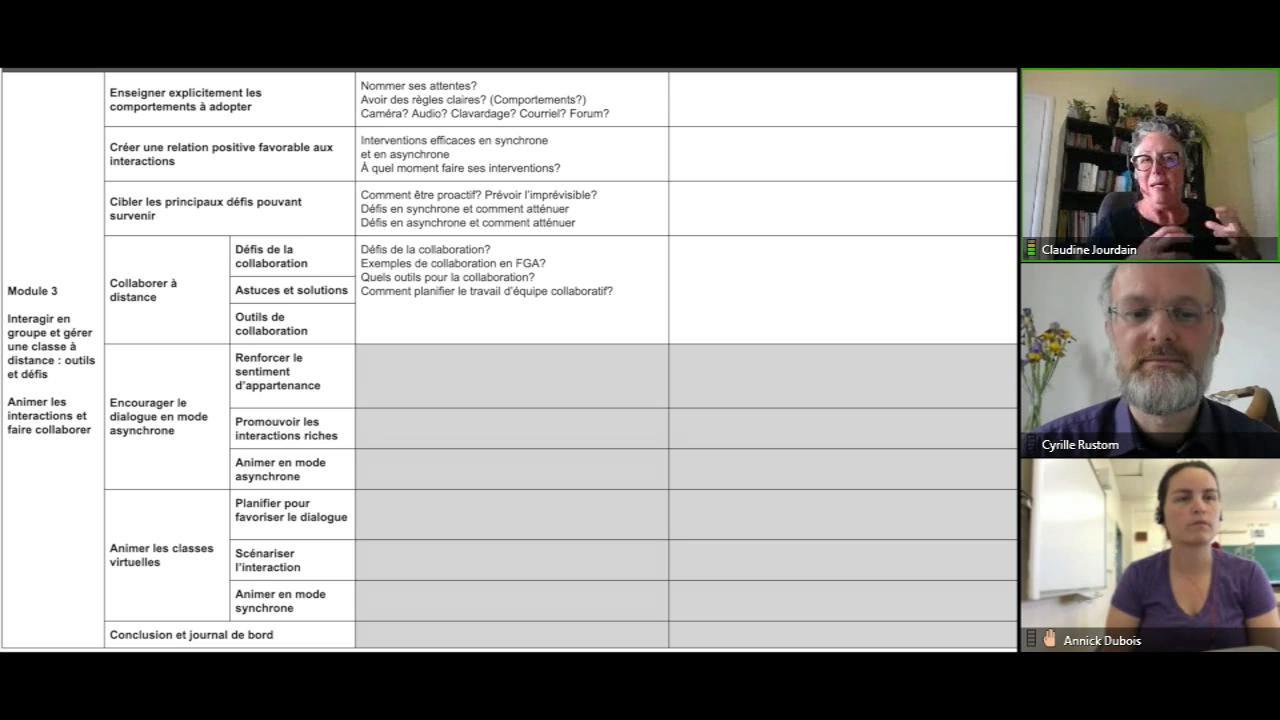 Module 3
Interagir en
groupe et gérer
une classe à
distance : outils
et défis
Animer les
interactions et
faire collaborer
Enseigner explicitement les
comportements à adopter
Nommer ses attentes?
Avoir des règles claires? (Comportements?)
Caméra? Audio? Clavardage? Courriel? Forum?
Créer une relation positive favorable aux
interactions
Interventions efficaces en synchrone
et en asynchrone
À quel moment faire ses interventions?
Cibler les principaux défis pouvant
survenir
Comment être proactif? Prévoir l'imprévisible?
Défis en synchrone et comment atténuer
Défis en asynchrone et comment atténuer
Collaborer à
distance
Défis de la
collaboration
Astuces et solutions
Outils de
collaboration
Défis de la collaboration?
Exemples de collaboration en FGA?
Quels outils pour la collaboration?
Comment planifier le travail d'équipe collaboratif?
Encourager le
dialogue en mode
asynchrone
Renforcer le
sentiment
d'appartenance
Promouvoir les
interactions riches
Animer en mode
asynchrone
Animer les classes
virtuelles
Planifier pour
favoriser le dialogue
Scénariser
l'interaction
Animer en mode
synchrone
Conclusion et journal de bord
Claudine Jourdain
Cyrille Rustom
Annick Dubois